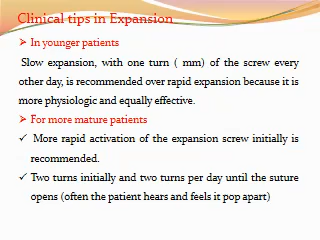 Clinical tips in Expansion
➢ In younger patients
Slow expansion, with one turn ( mm) of the screw every
other day, is recommended over rapid expansion because it is
more physiologic and equally effective.
➢ For more mature patients
✓ More rapid activation of the expansion screw initially is
recommended.
✓ Two turns initially and two turns per day until the suture
opens (often the patient hears and feels it pop apart)